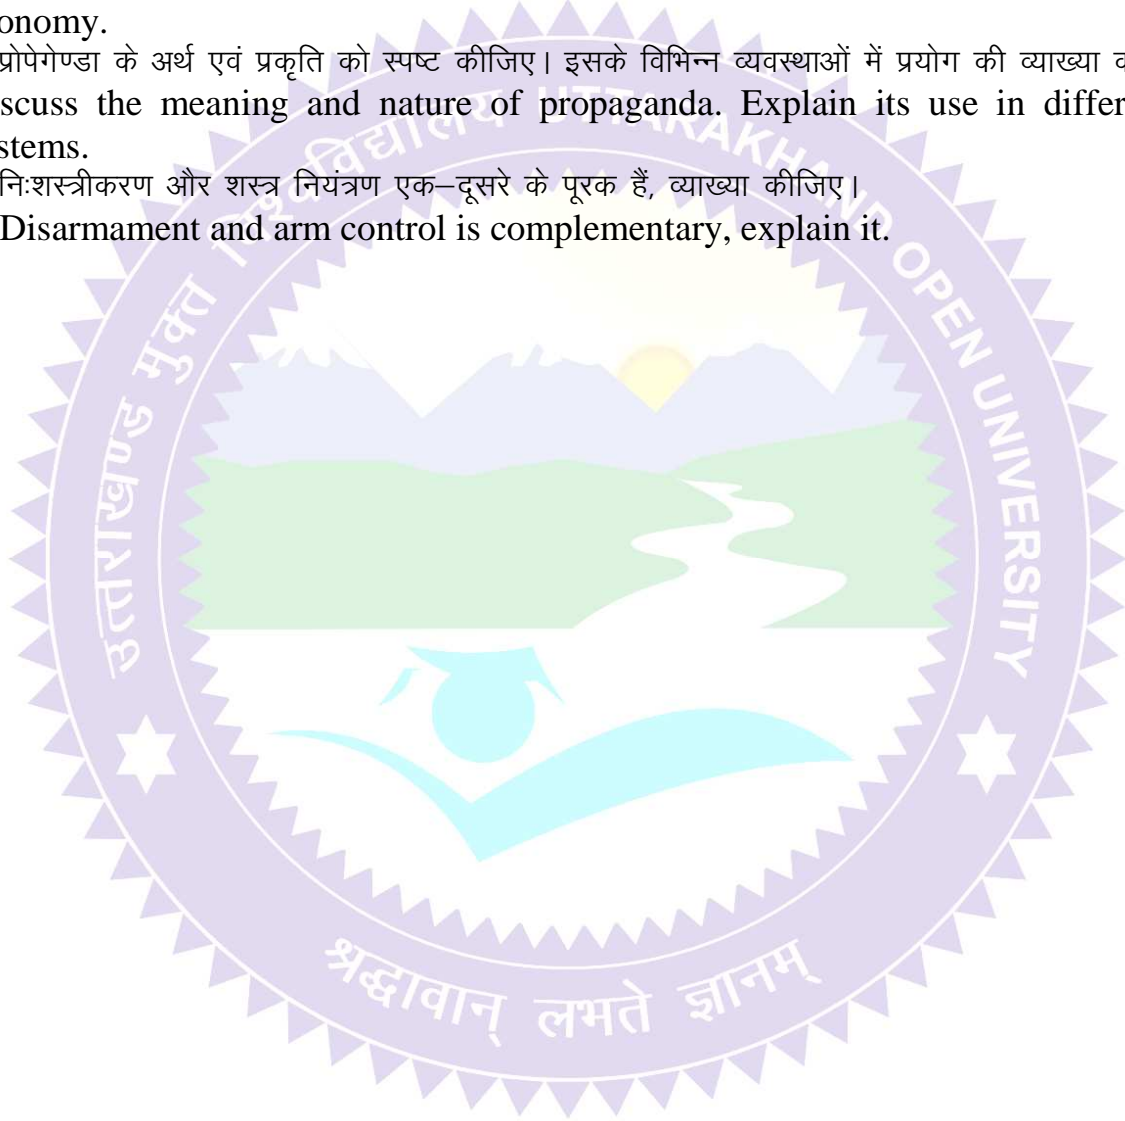 onomy.
प्रोपेगेण्डा के अर्थ एवं प्रकृति को स्पष्ट कीजिए। इसके विभिन्न व्यवस्थाओं में प्रयोग की व्याख्या
scuss the meaning and nature of propaganda. Explain its use in differ
stems.
निःशस्त्रीकरण और शस्त्र नियंत्रण एक–दूसरे के पूरक हैं, व्याख्या कीजिए।
Disarmament and arm control is complementary, explain it.
उत्तराखण्ड मुक्त विश्वविद्यालय UTTARAKHAND OPEN UNIVERSITY
श्रद्धावान् लभते ज्ञानम्